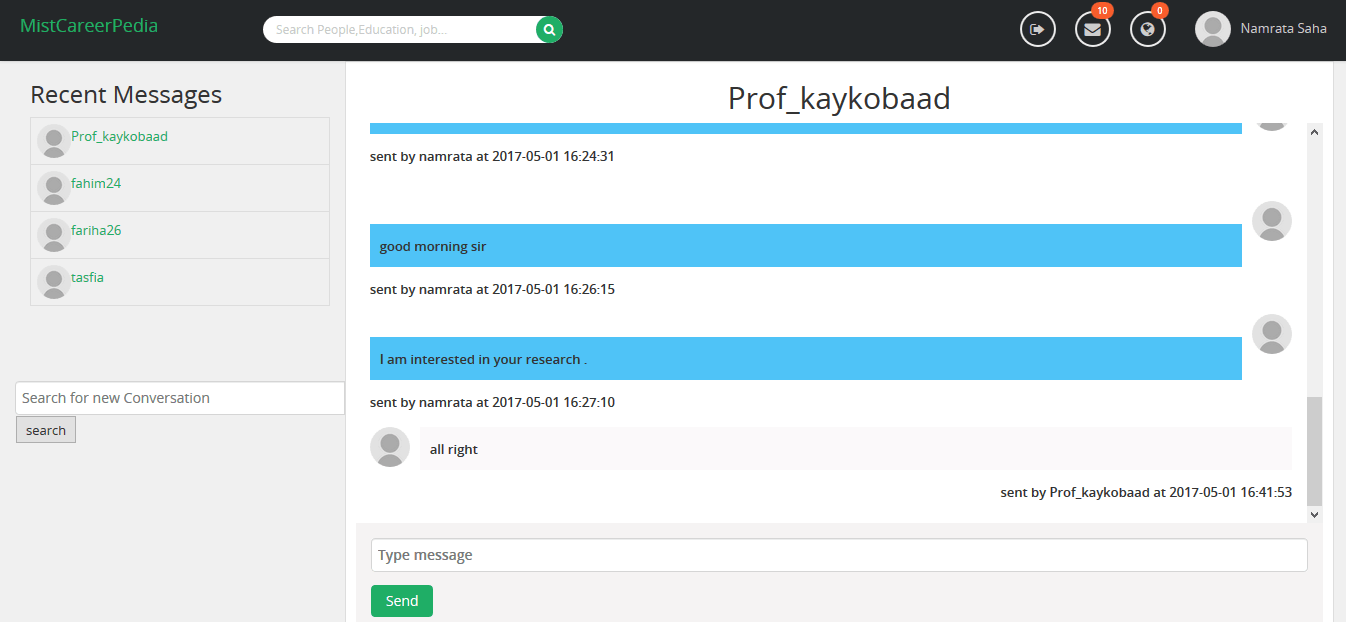 MistCareerPedia
Search People,Education, job...
10
0
Namrata Saha
Recent Messages
Prof_kaykobaad
fahim24
fariha26
tasfia
Search for new Conversation
search
Prof_kaykobaad
sent by namrata at 2017-05-01 16:24:31
good morning sir
sent by namrata at 2017-05-01 16:26:15
I am interested in your research .
sent by namrata at 2017-05-01 16:27:10
all right
sent by Prof_kaykobaad at 2017-05-01 16:41:53
Type message
Send